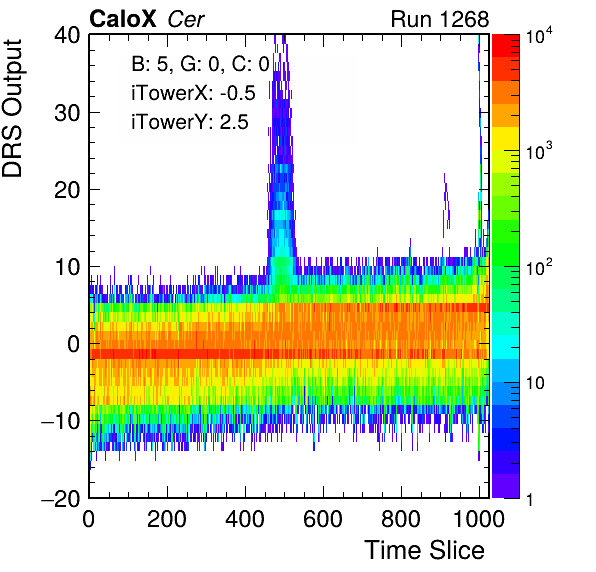 CaloX Cer Run 1268
DRS Output
B: 5, G: 0, C: 0
iTowerX: -0.5
iTowerY: 2.5
40
30
20
10
0
−10
−20
0 200 400 600 800 1000
Time Slice
10^4
10^3
10^2
10
1